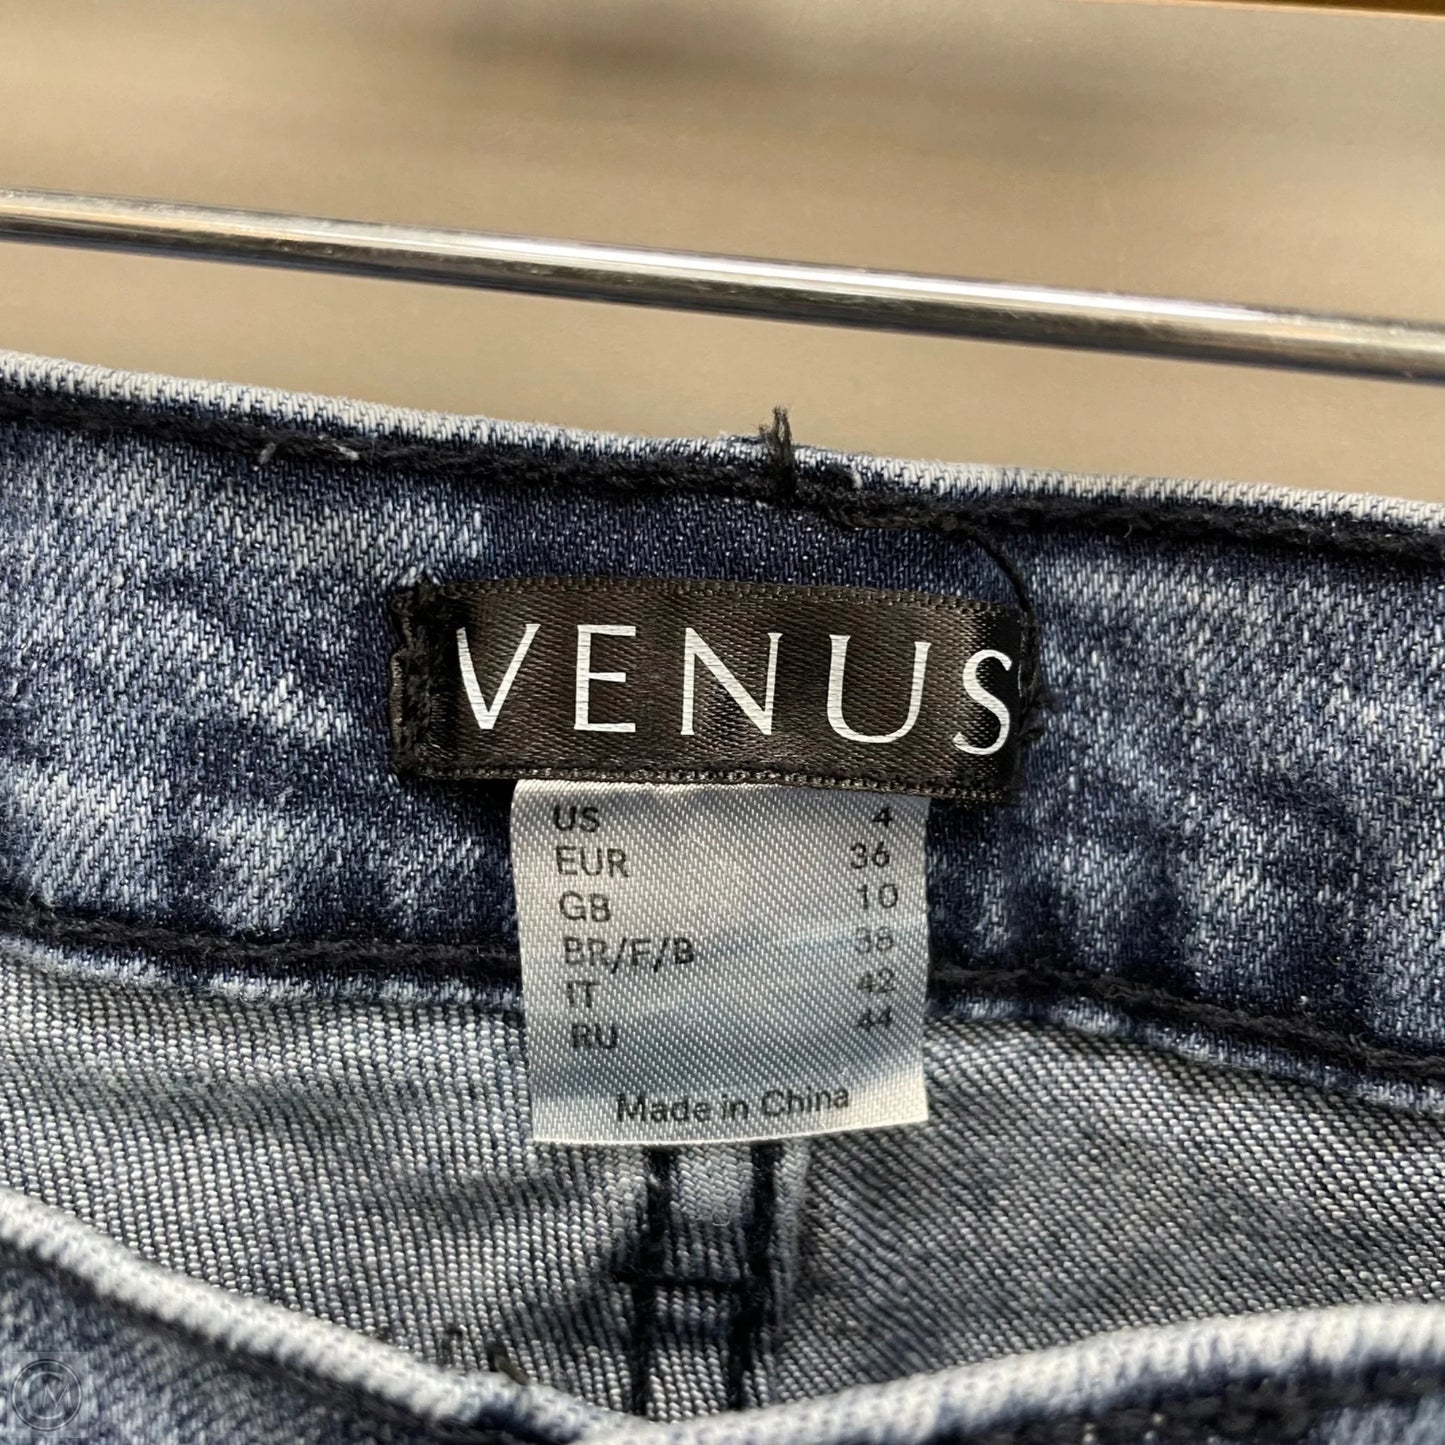 VENUS
US 4
EUR 36
GB 10
BR/F/B 38
IT 42
RU 44
Made in China